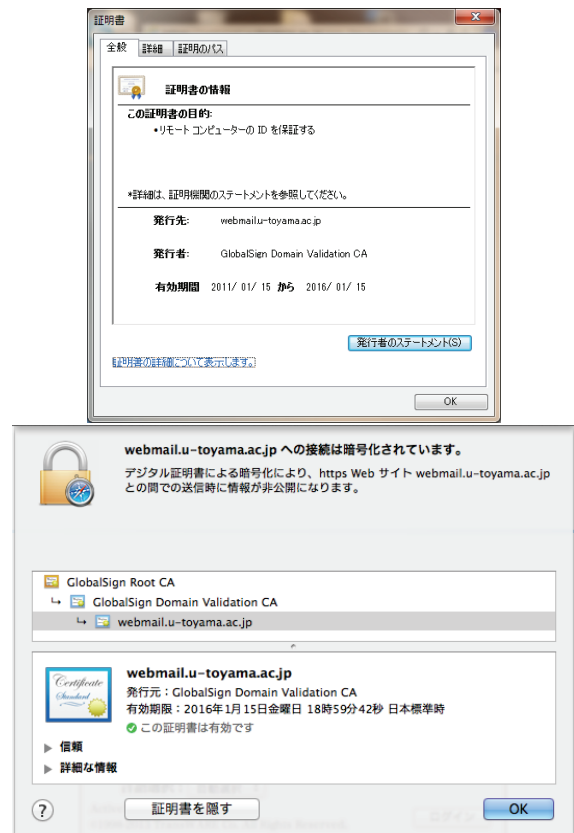 証明書
全般 詳細 証明のパス
証明書の情報
この証明書の目的:
•リモート コンピューターの ID を保証する
*詳細は、証明機関のステートメントを参照してください。
発行先: webmail.u-toyama.ac.jp
発行者: GlobalSign Domain Validation CA
有効期間 2011/ 01/ 15 から 2016/ 01/ 15
発行者のステートメント(S)
証明書の詳細について表示します。
OK
webmail.u-toyama.ac.jp への接続は暗号化されています。
デジタル証明書による暗号化により、https Web サイト webmail.u-toyama.ac.jp
との間での送信時に情報が非公開になります。
GlobalSign Root CA
↳ GlobalSign Domain Validation CA
↳ webmail.u-toyama.ac.jp
Certificate
Standard
webmail.u-toyama.ac.jp
発行元：GlobalSign Domain Validation CA
有効期限：2016年1月15日金曜日 18時59分42秒 日本標準時
この証明書は有効です
▶ 信頼
▶ 詳細な情報
? 証明書を隠す OK